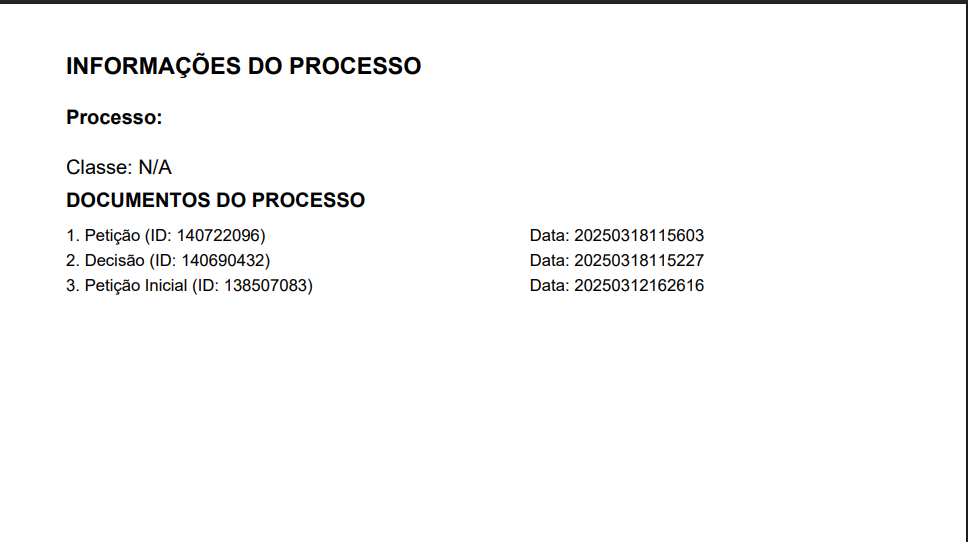 INFORMAÇÕES DO PROCESSO
Processo:
Classe: N/A
DOCUMENTOS DO PROCESSO
1. Petição (ID: 140722096) Data: 20250318115603
2. Decisão (ID: 140690432) Data: 20250318115227
3. Petição Inicial (ID: 138507083) Data: 20250312162616